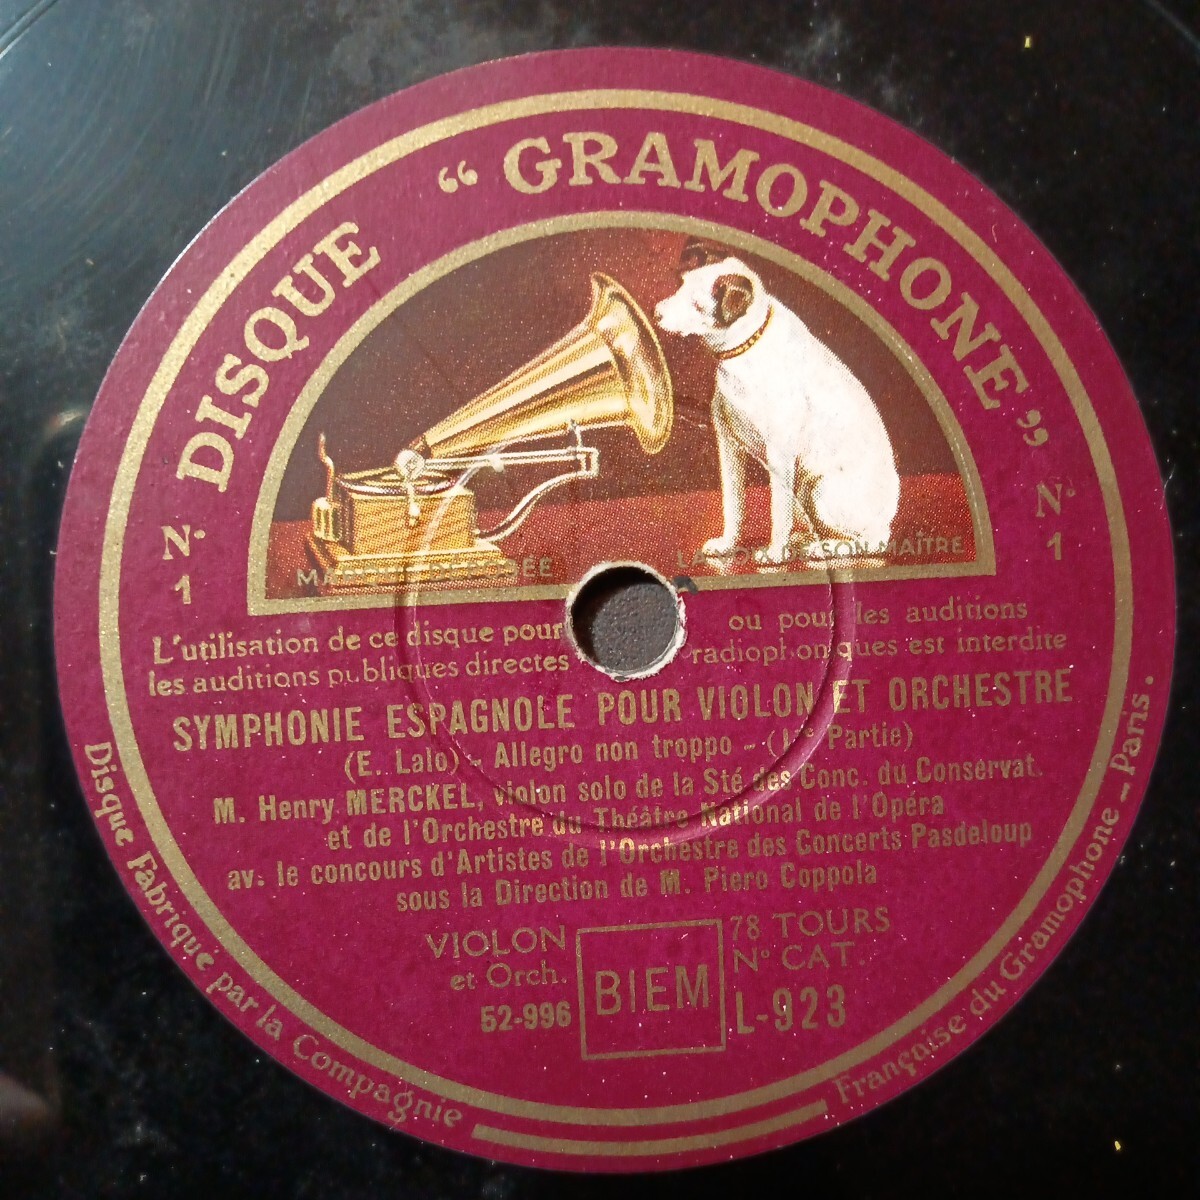 DISQUE “GRAMOPHONE”
N° 1
N° 1
MARQUE DÉPOSÉE
LA VOIX DE SON MAÎTRE
L'utilisation de ce disque pour ou pour les auditions
les auditions publiques directes radiophoniques est interdite
SYMPHONIE ESPAGNOLE POUR VIOLON ET ORCHESTRE
(E. Lalo) - Allegro non troppo - (1re Partie)
M. Henry MERCKEL, violon solo de la Sté des Conc. du Conservat.
et de l'Orchestre du Théâtre National de l'Opéra
av. le concours d'Artistes de l'Orchestre des Concerts Pasdeloup
sous la Direction de M. Piero Coppola
VIOLON
et Orch.
52-996
BIEM
78 TOURS
N° CAT.
L-923
Disque Fabriqué par la Compagnie Française du Gramophone - Paris.